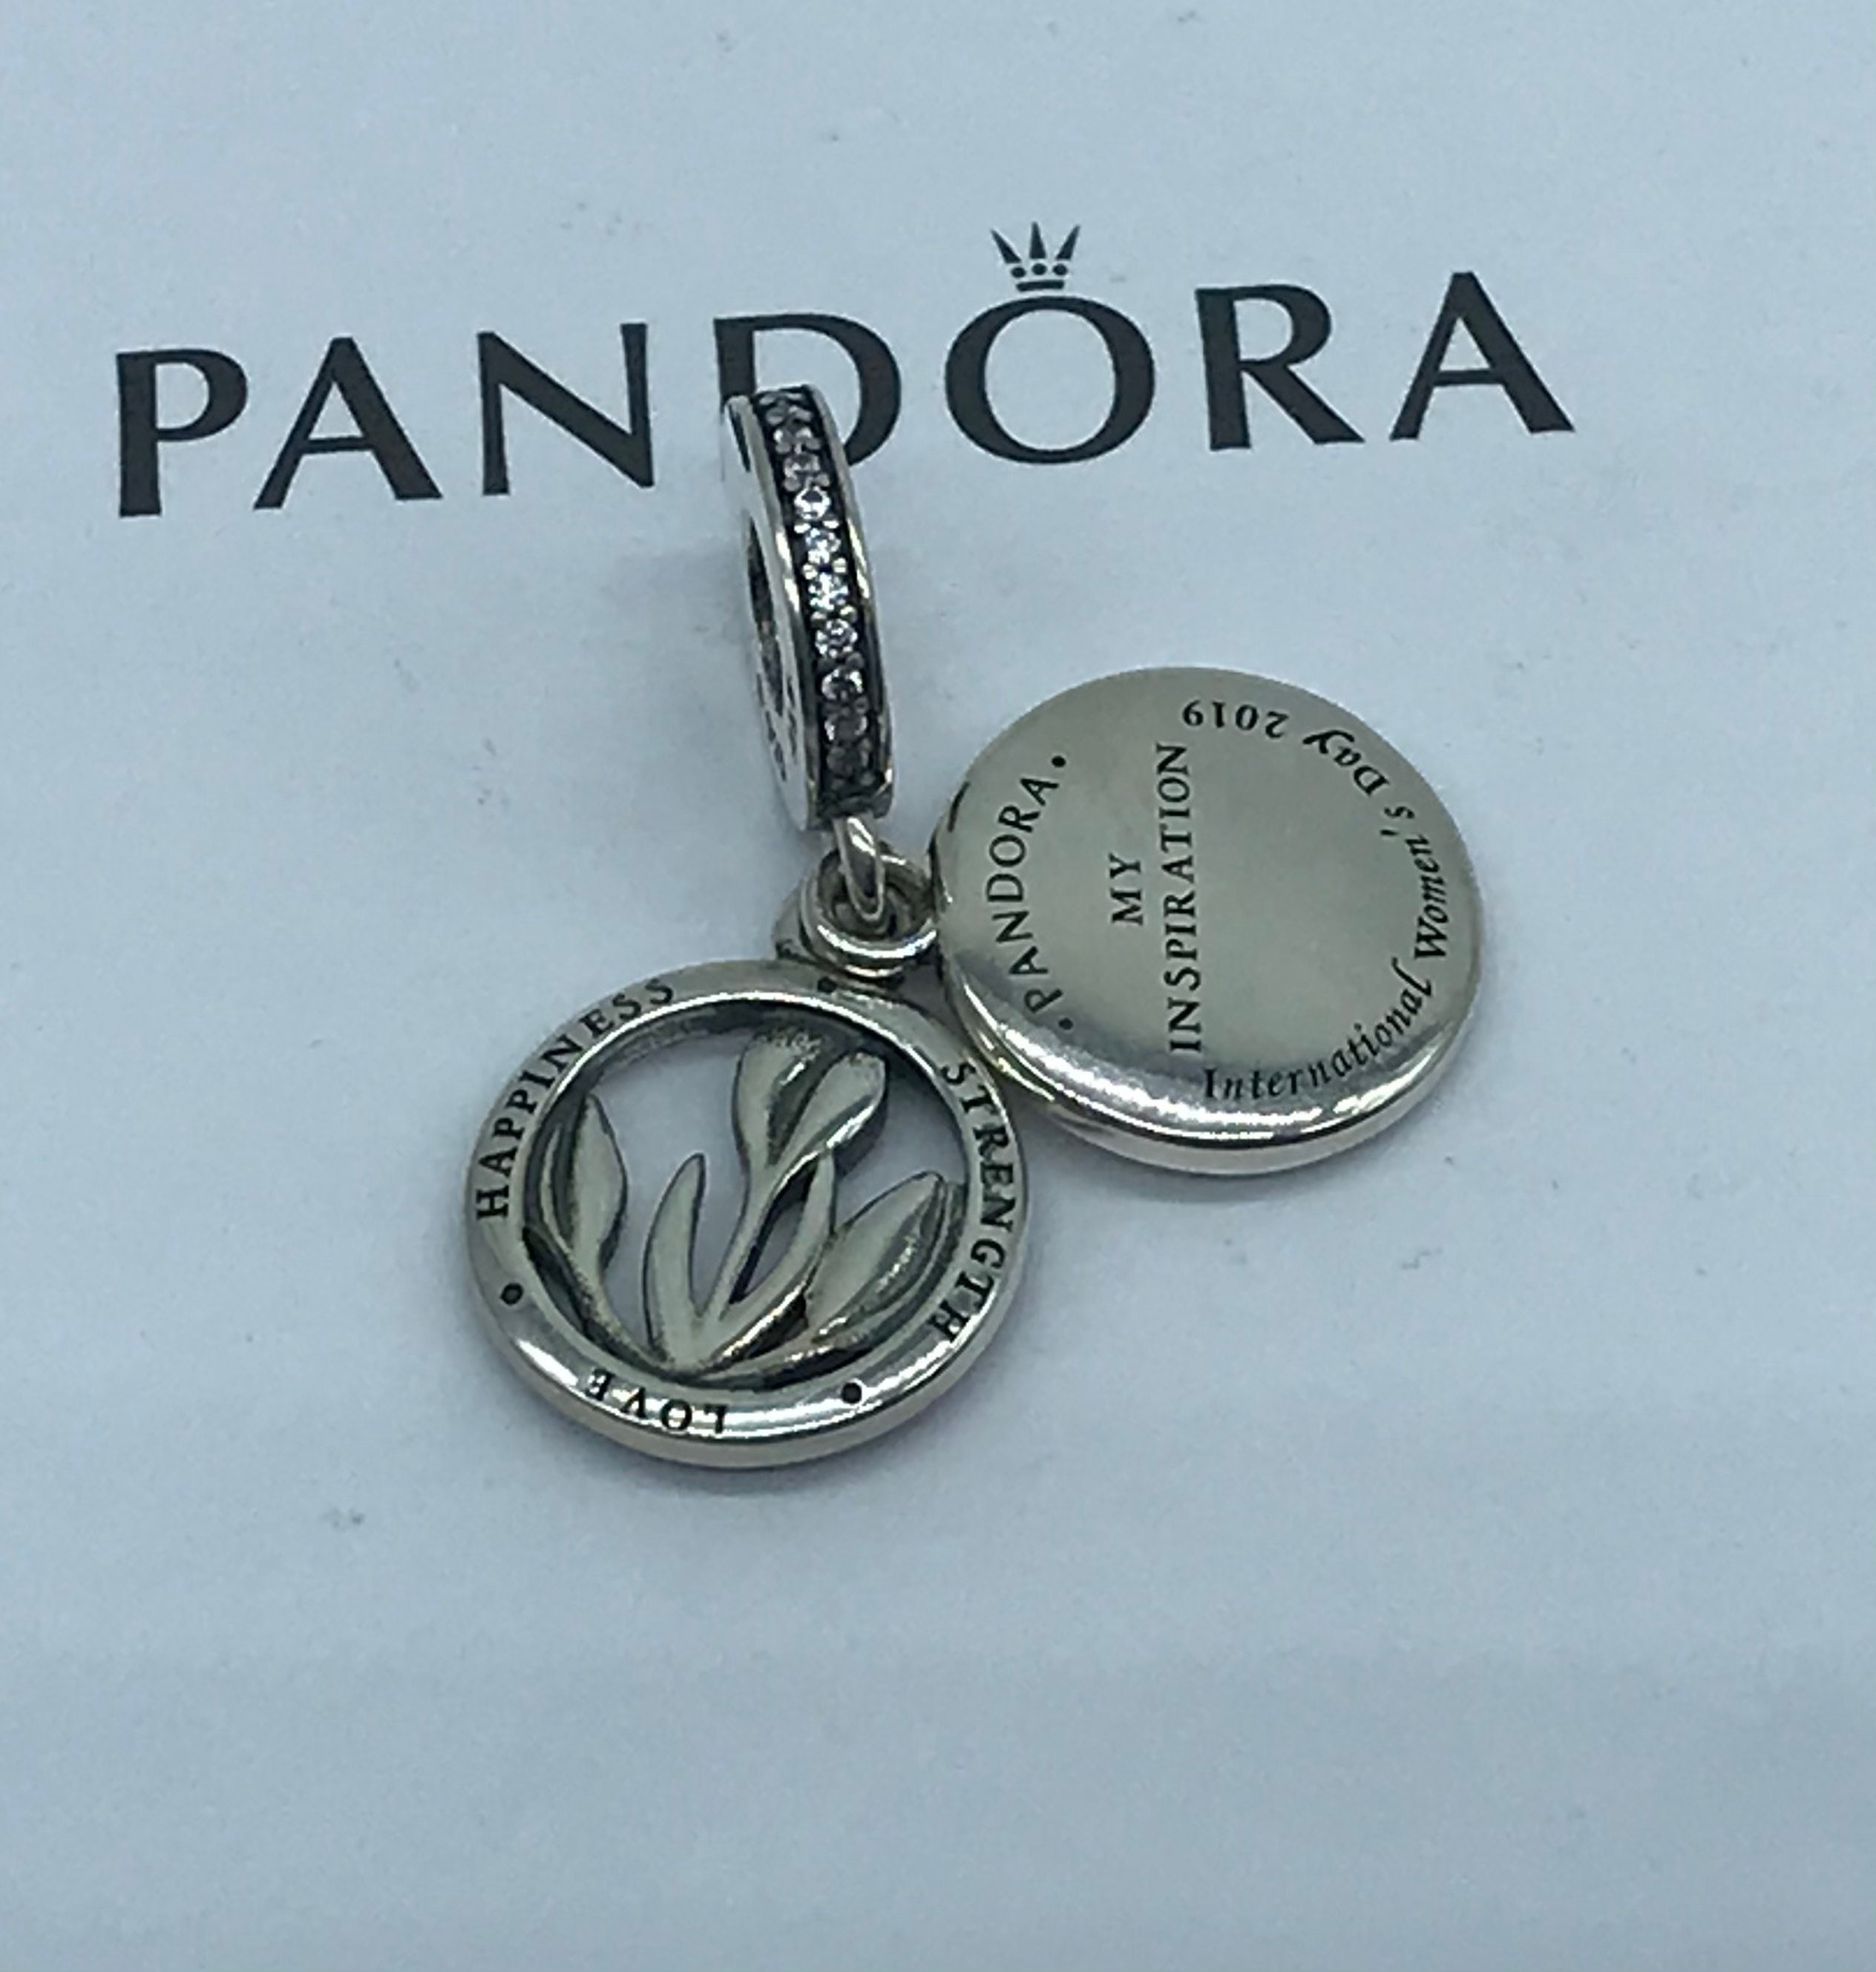 PANDORA
· PANDORA ·
MY
INSPIRATION
International Women's Day 2019
HAPPINESS
STRENGTH
LOVE